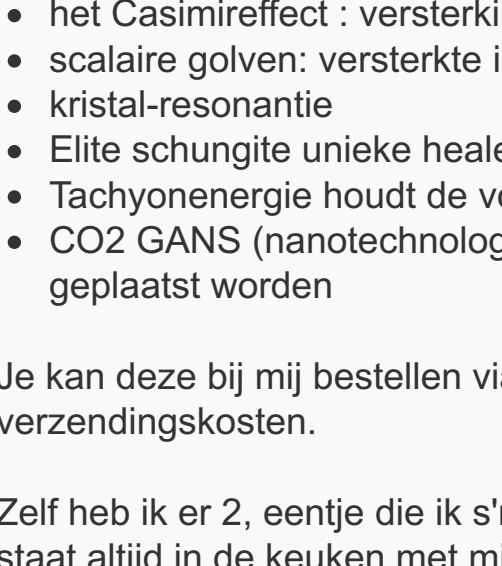 het Casimireffect : versterki
scalaire golven: versterkte i
kristal-resonantie
Elite schungite unieke heale
Tachyonenergie houdt de vo
CO2 GANS (nanotechnolog
geplaatst worden
Je kan deze bij mij bestellen via
verzendingskosten.
Zelf heb ik er 2, eentje die ik s'n
staat altijd in de keuken met mi